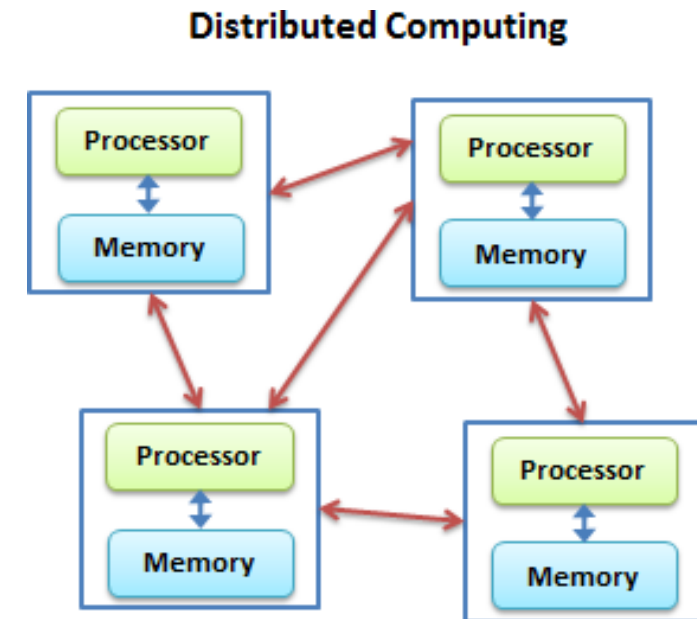 Distributed Computing
Processor
Memory
Processor
Memory
Processor
Memory
Processor
Memory